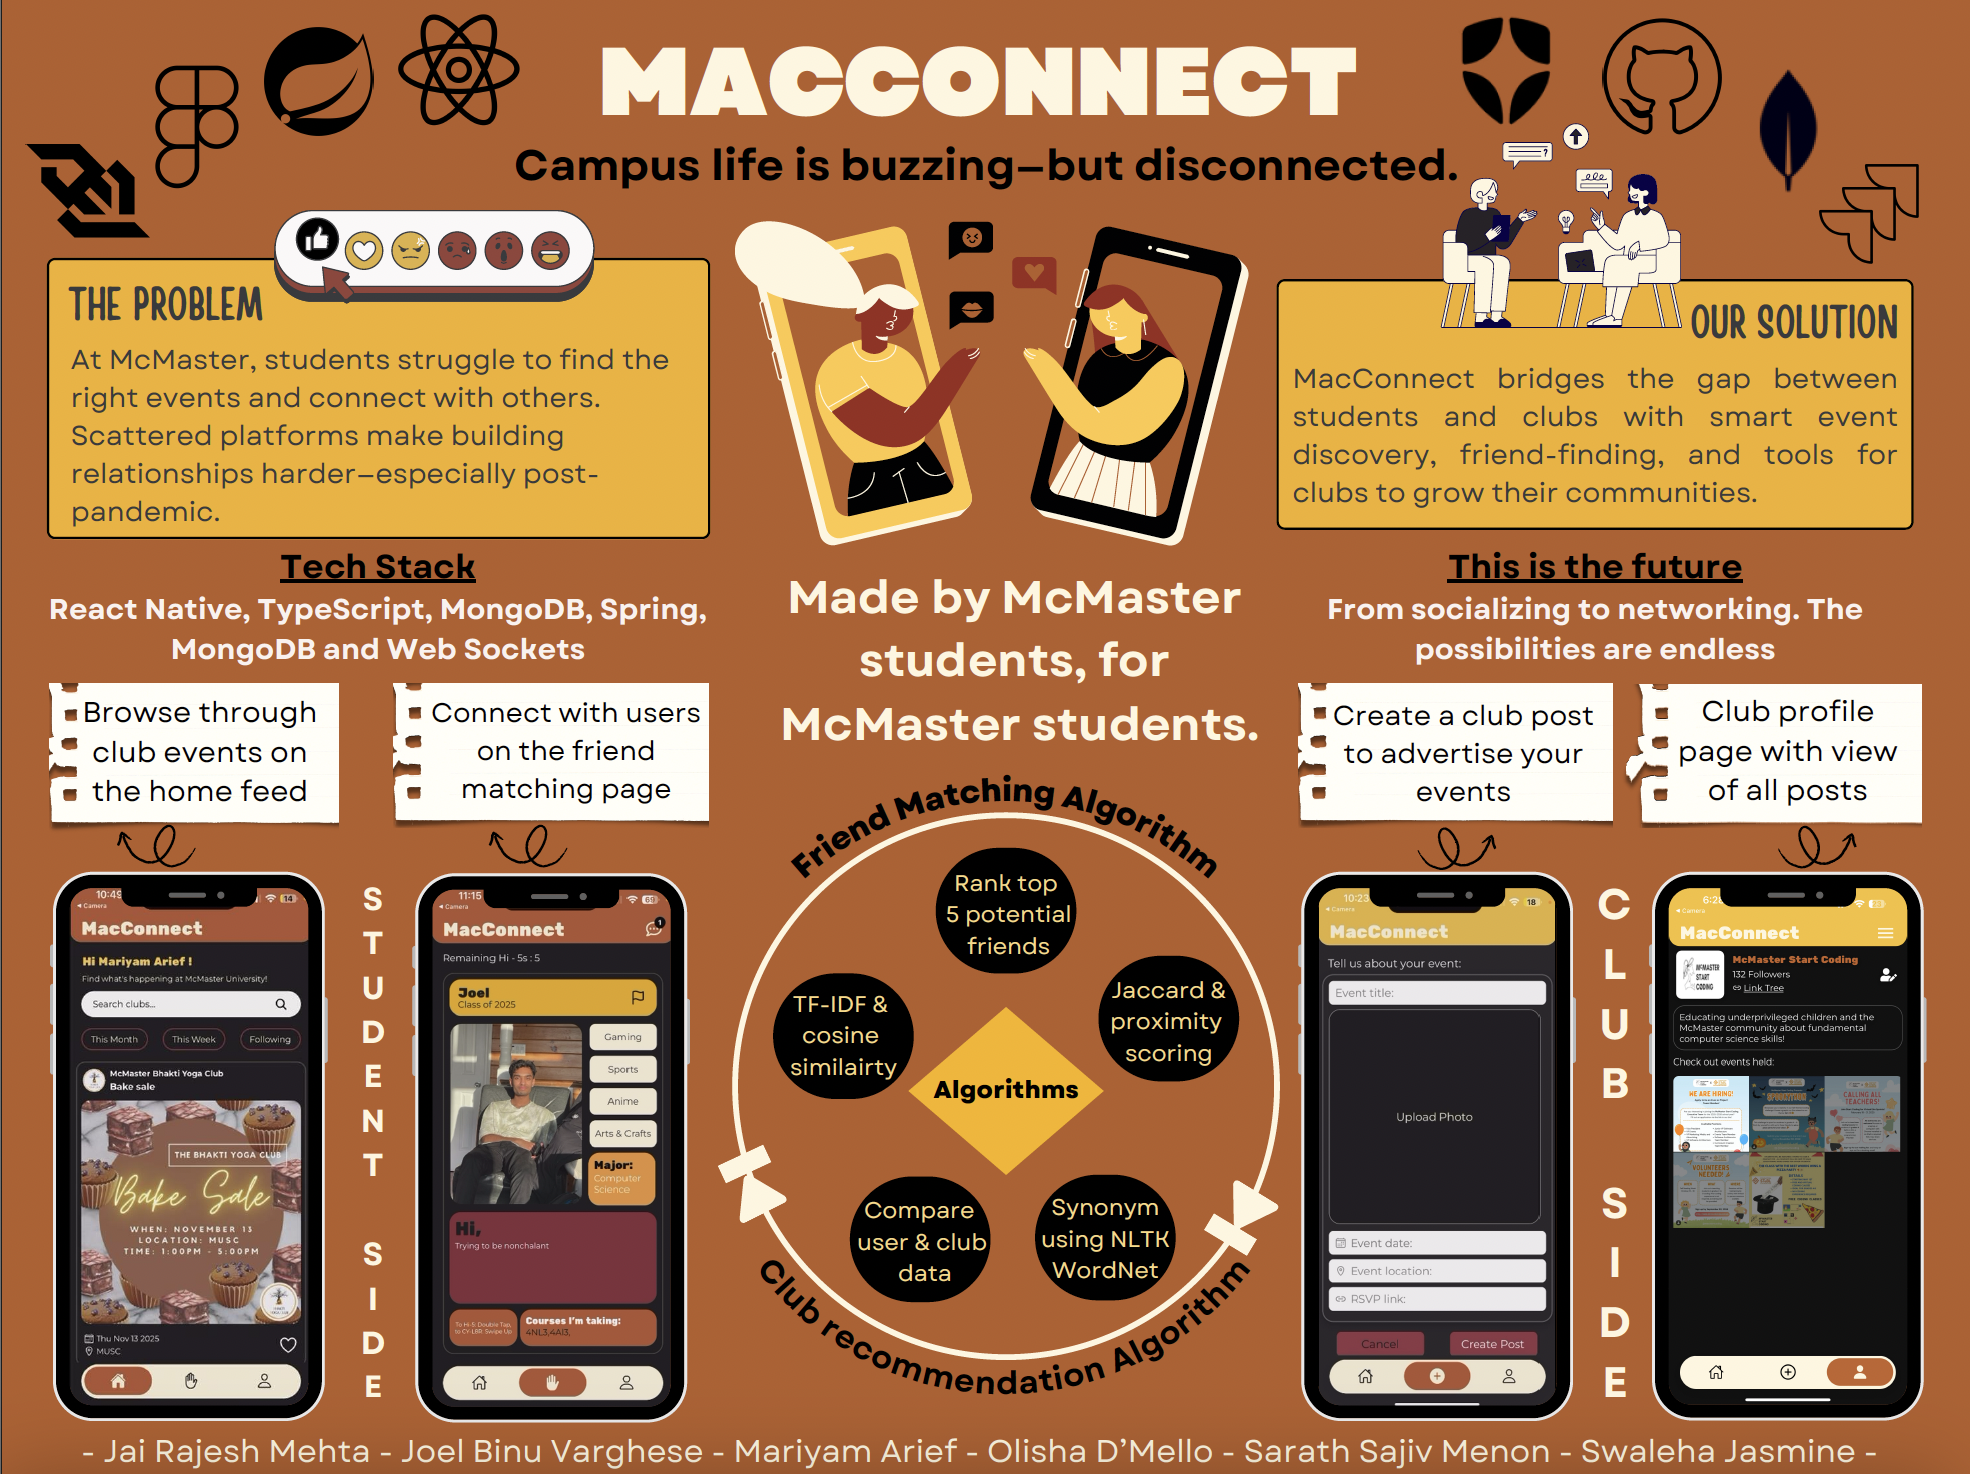 MACCONNECT
Campus life is buzzing—but disconnected.
THE PROBLEM
At McMaster, students struggle to find the
right events and connect with others.
Scattered platforms make building
relationships harder—especially post-
pandemic.
OUR SOLUTION
MacConnect bridges the gap between
students and clubs with smart event
discovery, friend-finding, and tools for
clubs to grow their communities.
Tech Stack
React Native, TypeScript, MongoDB, Spring,
MongoDB and Web Sockets
Made by McMaster
students, for
McMaster students.
This is the future
From socializing to networking. The
possibilities are endless
Browse through
club events on
the home feed
Connect with users
on the friend
matching page
Create a club post
to advertise your
events
Club profile
page with view
of all posts
10:49
14
Camera
MacConnect
Hi Mariyam Arief !
Find what's happening at McMaster University!
Search clubs...
This Month
This Week
Following
McMaster Bhakti Yoga Club
Bake sale
THE BHAKTI YOGA CLUB
Bake Sale
WHEN: NOVEMBER 13
LOCATION: MUSC
TIME: 1:00PM - 5:00PM
Thu Nov 13 2025
MUSC
STUDENT SIDE
11:15
69
Camera
MacConnect
1
Remaining Hi - 5s : 5
Joel
Class of 2025
Gaming
Sports
Anime
Arts & Crafts
Major:
Computer
Science
Hi,
Trying to be nonchalant
To Hi-5: Double Tap,
to CY-L8R: Swipe Up
Courses I'm taking:
4NL3,4AI3,
Friend Matching Algorithm
Rank top
5 potential
friends
TF-IDF &
cosine
similairty
Jaccard &
proximity
scoring
Algorithms
Compare
user & club
data
Synonym
using NLTK
WordNet
Club recommendation Algorithm
10:23
18
Camera
MacConnect
Tell us about your event:
Event title:
Upload Photo
Event date:
Event location:
RSVP link:
Cancel
Create Post
CLUB SIDE
Camera
MacConnect
McMaster Start Coding
132 Followers
Link Tree
MCMASTER
START
CODING
Educating underprivileged children and the
McMaster community about fundamental
computer science skills!
Check out events held:
WE ARE HIRING!
SPOOKYTHON
CALLING ALL
TEACHERS!
VOLUNTEERS
NEEDED!
- Jai Rajesh Mehta - Joel Binu Varghese - Mariyam Arief - Olisha D'Mello - Sarath Sajiv Menon - Swaleha Jasmine -